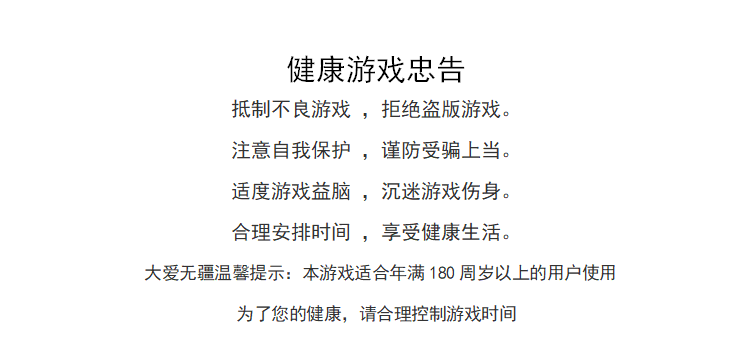 健康游戏忠告
抵制不良游戏 ，拒绝盗版游戏。
注意自我保护 ，谨防受骗上当。
适度游戏益脑 ，沉迷游戏伤身。
合理安排时间 ，享受健康生活。
大爱无疆温馨提示：本游戏适合年满 180 周岁以上的用户使用
为了您的健康，请合理控制游戏时间